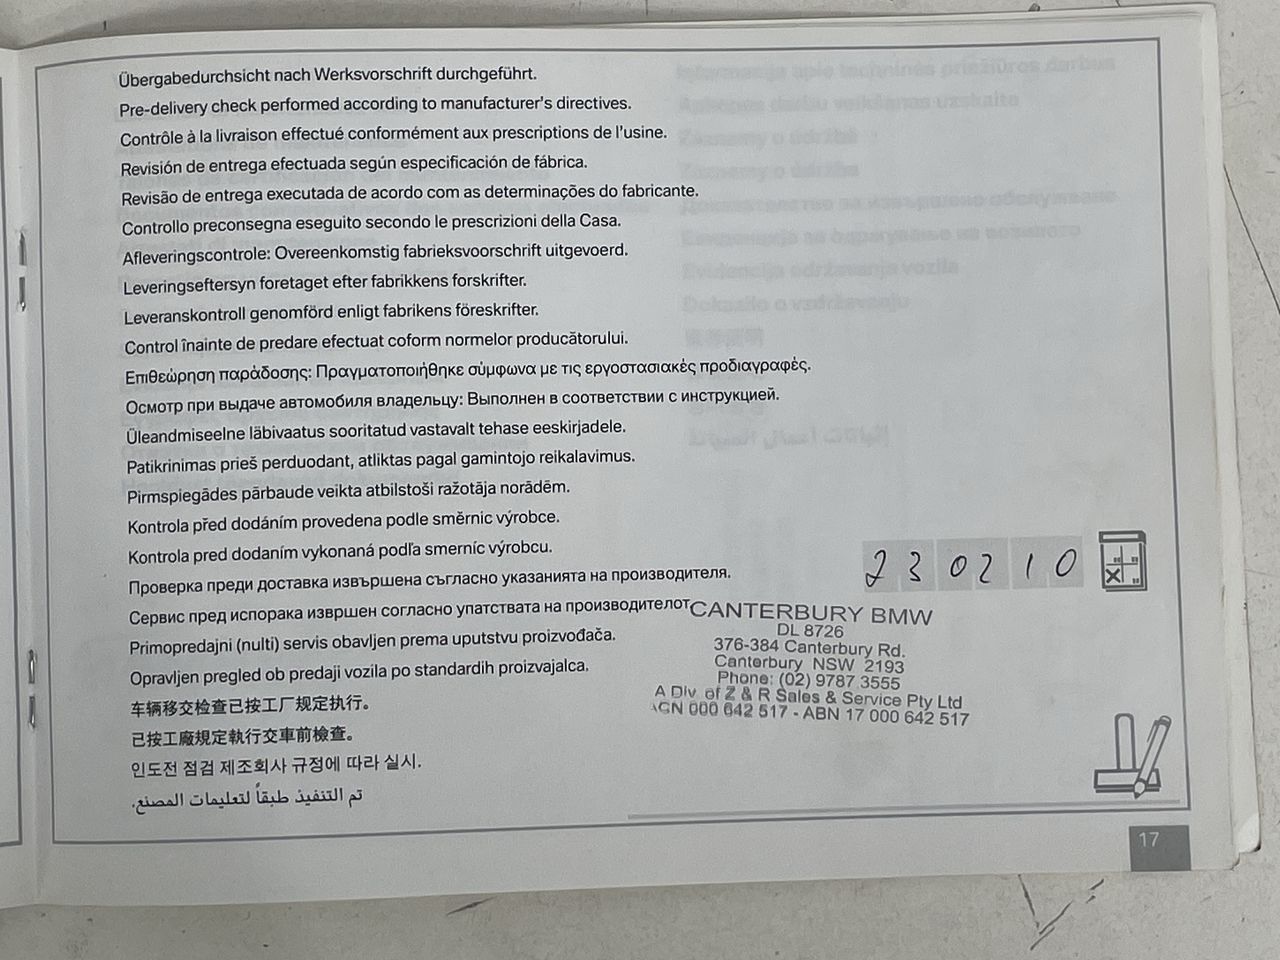 Übergabedurchsicht nach Werksvorschrift durchgeführt.
Pre-delivery check performed according to manufacturer's directives.
Contrôle à la livraison effectué conformément aux prescriptions de l'usine.
Revisión de entrega efectuada según especificación de fábrica.
Revisão de entrega executada de acordo com as determinações do fabricante.
Controllo preconsegna eseguito secondo le prescrizioni della Casa.
Afleveringscontrole: Overeenkomstig fabrieksvoorschrift uitgevoerd.
Leveringseftersyn foretaget efter fabrikkens forskrifter.
Leveranskontroll genomförd enligt fabrikens föreskrifter.
Control înainte de predare efectuat coform normelor producătorului.
Επιθεώρηση παράδοσης: Πραγματοποιήθηκε σύμφωνα με τις εργοστασιακές προδιαγραφές.
Осмотр при выдаче автомобиля владельцу: Выполнен в соответствии с инструкцией.
Üleandmiseelne läbivaatus sooritatud vastavalt tehase eeskirjadele.
Patikrinimas prieš perduodant, atliktas pagal gamintojo reikalavimus.
Pirmspiegādes pārbaude veikta atbilstoši ražotāja norādēm.
Kontrola před dodáním provedena podle směrnic výrobce.
Kontrola pred dodaním vykonaná podľa smerníc výrobcu.
Проверка преди доставка извършена съгласно указанията на производителя.
Сервис пред испорака извршен согласно упатствата на производителот
Primopredajni (nulti) servis obavljen prema uputstvu proizvođača.
Opravljen pregled ob predaji vozila po standardih proizvajalca.
车辆移交检查已按工厂规定执行。
已按工廠規定執行交車前檢查。
인도전 점검 제조회사 규정에 따라 실시.
تم التنفيذ طبقاً لتعليمات المصنع.
23 02 10
CANTERBURY BMW
DL 8726
376-384 Canterbury Rd.
Canterbury NSW 2193
Phone: (02) 9787 3555
A Div of Z & R Sales & Service Pty Ltd
ACN 000 642 517 - ABN 17 000 642 517
17